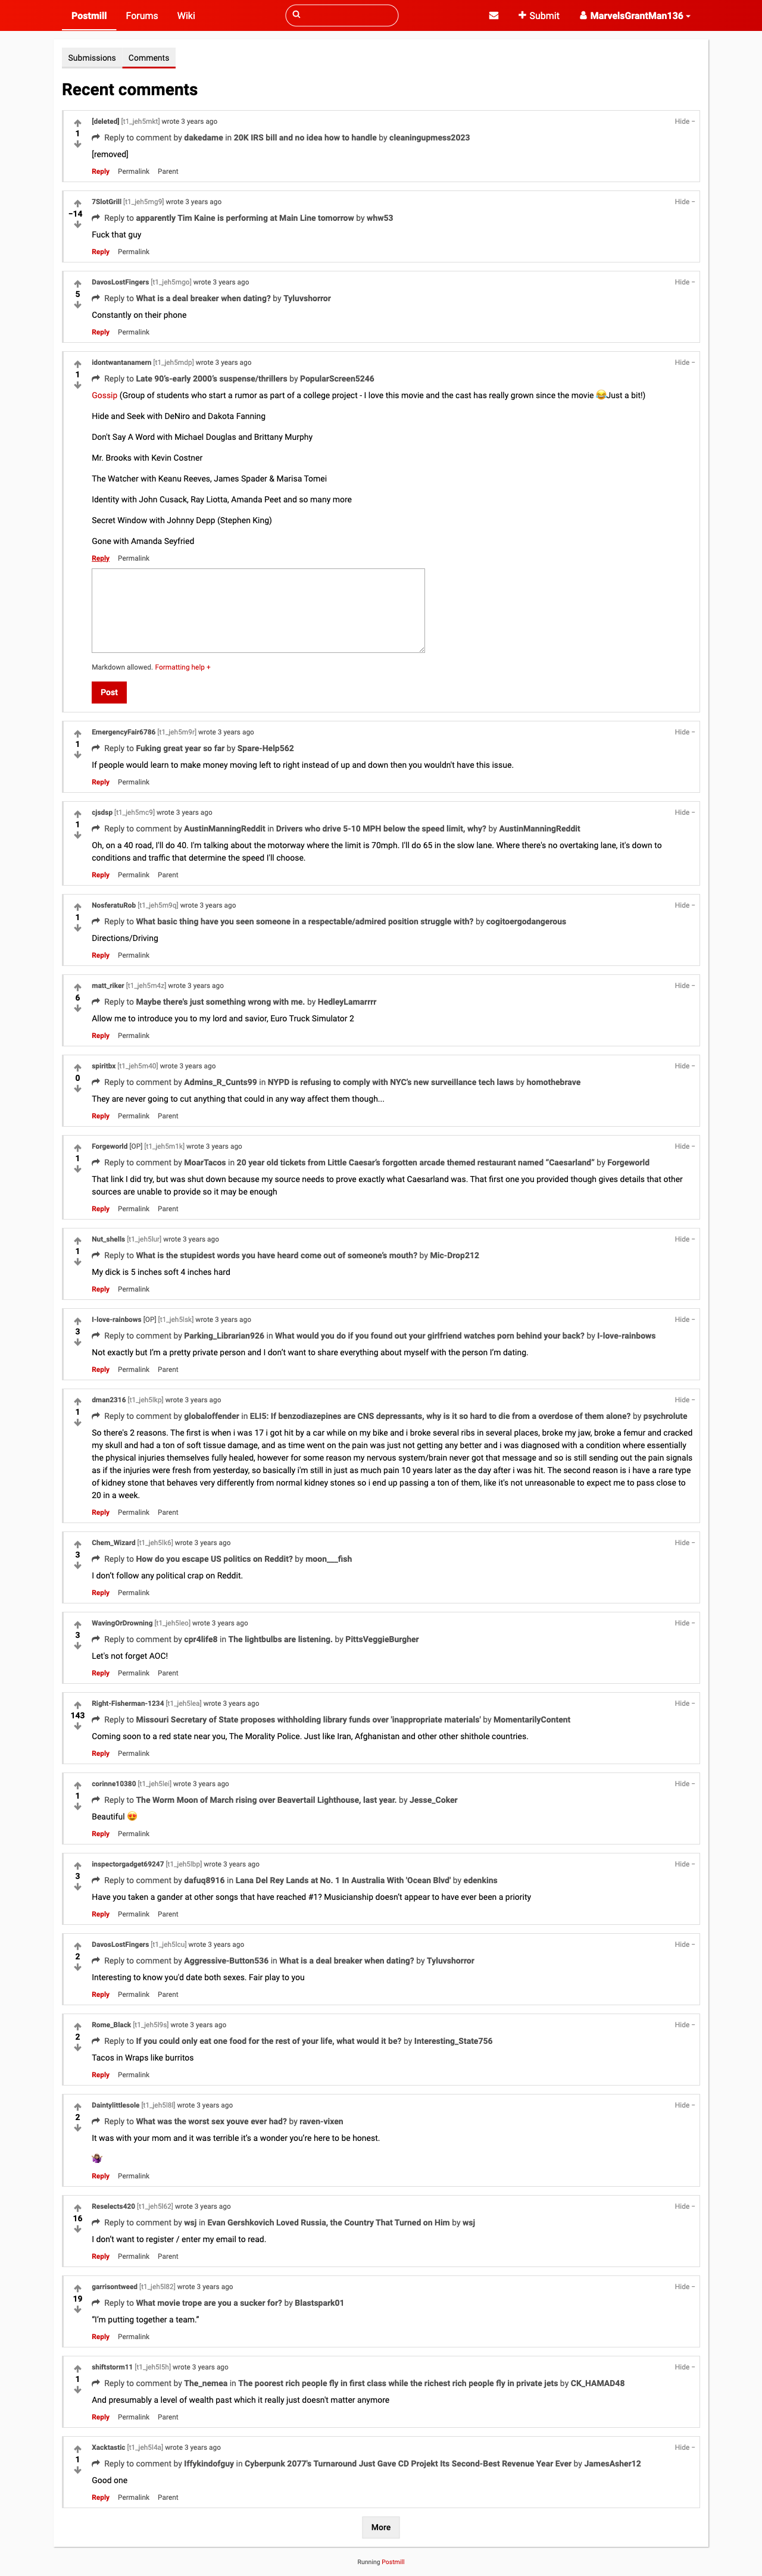 Postmill Forums Wiki Submit MarvelsGrantMan136
Submissions Comments
Recent comments
[deleted] [t1_jeh5mkt] wrote 3 years ago Hide −
1
Reply to comment by dakedame in 20K IRS bill and no idea how to handle by cleaningupmess2023
[removed]
Reply Permalink Parent
7SlotGrill [t1_jeh5mg9] wrote 3 years ago Hide −
−14
Reply to apparently Tim Kaine is performing at Main Line tomorrow by whw53
Fuck that guy
Reply Permalink
DavosLostFingers [t1_jeh5mgo] wrote 3 years ago Hide −
5
Reply to What is a deal breaker when dating? by Tyluvshorror
Constantly on their phone
Reply Permalink
idontwantanamern [t1_jeh5mdp] wrote 3 years ago Hide −
1
Reply to Late 90's-early 2000's suspense/thrillers by PopularScreen5246
Gossip (Group of students who start a rumor as part of a college project - I love this movie and the cast has really grown since the movie 😂Just a bit!)
Hide and Seek with DeNiro and Dakota Fanning
Don't Say A Word with Michael Douglas and Brittany Murphy
Mr. Brooks with Kevin Costner
The Watcher with Keanu Reeves, James Spader & Marisa Tomei
Identity with John Cusack, Ray Liotta, Amanda Peet and so many more
Secret Window with Johnny Depp (Stephen King)
Gone with Amanda Seyfried
Reply Permalink
Markdown allowed. Formatting help +
Post
EmergencyFair6786 [t1_jeh5m9r] wrote 3 years ago Hide −
1
Reply to Fuking great year so far by Spare-Help562
If people would learn to make money moving left to right instead of up and down then you wouldn't have this issue.
Reply Permalink
cjsdsp [t1_jeh5mc9] wrote 3 years ago Hide −
1
Reply to comment by AustinManningReddit in Drivers who drive 5-10 MPH below the speed limit, why? by AustinManningReddit
Oh, on a 40 road, I'll do 40. I'm talking about the motorway where the limit is 70mph. I'll do 65 in the slow lane. Where there's no overtaking lane, it's down to
conditions and traffic that determine the speed I'll choose.
Reply Permalink Parent
NosferatuRob [t1_jeh5m9q] wrote 3 years ago Hide −
1
Reply to What basic thing have you seen someone in a respectable/admired position struggle with? by cogitoergodangerous
Directions/Driving
Reply Permalink
matt_riker [t1_jeh5m4z] wrote 3 years ago Hide −
6
Reply to Maybe there's just something wrong with me. by HedleyLamarrrr
Allow me to introduce you to my lord and savior, Euro Truck Simulator 2
Reply Permalink
spiritbx [t1_jeh5m40] wrote 3 years ago Hide −
0
Reply to comment by Admins_R_Cunts99 in NYPD is refusing to comply with NYC's new surveillance tech laws by homothebrave
They are never going to cut anything that could in any way affect them though...
Reply Permalink Parent
Forgeworld [OP] [t1_jeh5m1k] wrote 3 years ago Hide −
1
Reply to comment by MoarTacos in 20 year old tickets from Little Caesar's forgotten arcade themed restaurant named "Caesarland" by Forgeworld
That link I did try, but was shut down because my source needs to prove exactly what Caesarland was. That first one you provided though gives details that other
sources are unable to provide so it may be enough
Reply Permalink Parent
Nut_shells [t1_jeh5lur] wrote 3 years ago Hide −
1
Reply to What is the stupidest words you have heard come out of someone's mouth? by Mic-Drop212
My dick is 5 inches soft 4 inches hard
Reply Permalink
I-love-rainbows [OP] [t1_jeh5lsk] wrote 3 years ago Hide −
3
Reply to comment by Parking_Librarian926 in What would you do if you found out your girlfriend watches porn behind your back? by I-love-rainbows
Not exactly but I'm a pretty private person and I don't want to share everything about myself with the person I'm dating.
Reply Permalink Parent
dman2316 [t1_jeh5lkp] wrote 3 years ago Hide −
1
Reply to comment by globaloffender in ELI5: If benzodiazepines are CNS depressants, why is it so hard to die from a overdose of them alone? by psychrolute
So there's 2 reasons. The first is when i was 17 i got hit by a car while on my bike and i broke several ribs in several places, broke my jaw, broke a femur and cracked
my skull and had a ton of soft tissue damage, and as time went on the pain was just not getting any better and i was diagnosed with a condition where essentially
the physical injuries themselves fully healed, however for some reason my nervous system/brain never got that message and so is still sending out the pain signals
as if the injuries were fresh from yesterday, so basically i'm still in just as much pain 10 years later as the day after i was hit. The second reason is i have a rare type
of kidney stone that behaves very differently from normal kidney stones so i end up passing a ton of them, like it's not unreasonable to expect me to pass close to
20 in a week.
Reply Permalink Parent
Chem_Wizard [t1_jeh5lk6] wrote 3 years ago Hide −
3
Reply to How do you escape US politics on Reddit? by moon___fish
I don't follow any political crap on Reddit.
Reply Permalink
WavingOrDrowning [t1_jeh5leo] wrote 3 years ago Hide −
3
Reply to comment by cpr4life8 in The lightbulbs are listening. by PittsVeggieBurgher
Let's not forget AOC!
Reply Permalink Parent
Right-Fisherman-1234 [t1_jeh5lea] wrote 3 years ago Hide −
143
Reply to Missouri Secretary of State proposes withholding library funds over 'inappropriate materials' by MomentarilyContent
Coming soon to a red state near you, The Morality Police. Just like Iran, Afghanistan and other other shithole countries.
Reply Permalink
corinne10380 [t1_jeh5lei] wrote 3 years ago Hide −
1
Reply to The Worm Moon of March rising over Beavertail Lighthouse, last year. by Jesse_Coker
Beautiful 😍
Reply Permalink
inspectorgadget69247 [t1_jeh5lbp] wrote 3 years ago Hide −
3
Reply to comment by dafuq8916 in Lana Del Rey Lands at No. 1 In Australia With 'Ocean Blvd' by edenkins
Have you taken a gander at other songs that have reached #1? Musicianship doesn't appear to have ever been a priority
Reply Permalink Parent
DavosLostFingers [t1_jeh5lcu] wrote 3 years ago Hide −
2
Reply to comment by Aggressive-Button536 in What is a deal breaker when dating? by Tyluvshorror
Interesting to know you'd date both sexes. Fair play to you
Reply Permalink Parent
Rome_Black [t1_jeh5l9s] wrote 3 years ago Hide −
2
Reply to If you could only eat one food for the rest of your life, what would it be? by Interesting_State756
Tacos in Wraps like burritos
Reply Permalink
Daintylittlesole [t1_jeh5l8l] wrote 3 years ago Hide −
2
Reply to What was the worst sex youve ever had? by raven-vixen
It was with your mom and it was terrible it's a wonder you're here to be honest.
Reply Permalink
Reselects420 [t1_jeh5l62] wrote 3 years ago Hide −
16
Reply to comment by wsj in Evan Gershkovich Loved Russia, the Country That Turned on Him by wsj
I don't want to register / enter my email to read.
Reply Permalink Parent
garrisontweed [t1_jeh5l82] wrote 3 years ago Hide −
19
Reply to What movie trope are you a sucker for? by Blastspark01
"I'm putting together a team."
Reply Permalink
shiftstorm11 [t1_jeh5l5h] wrote 3 years ago Hide −
1
Reply to comment by The_nemea in The poorest rich people fly in first class while the richest rich people fly in private jets by CK_HAMAD48
And presumably a level of wealth past which it really just doesn't matter anymore
Reply Permalink Parent
Xacktastic [t1_jeh5l4a] wrote 3 years ago Hide −
1
Reply to comment by Iffykindofguy in Cyberpunk 2077's Turnaround Just Gave CD Projekt Its Second-Best Revenue Year Ever by JamesAsher12
Good one
Reply Permalink Parent
More
Running Postmill